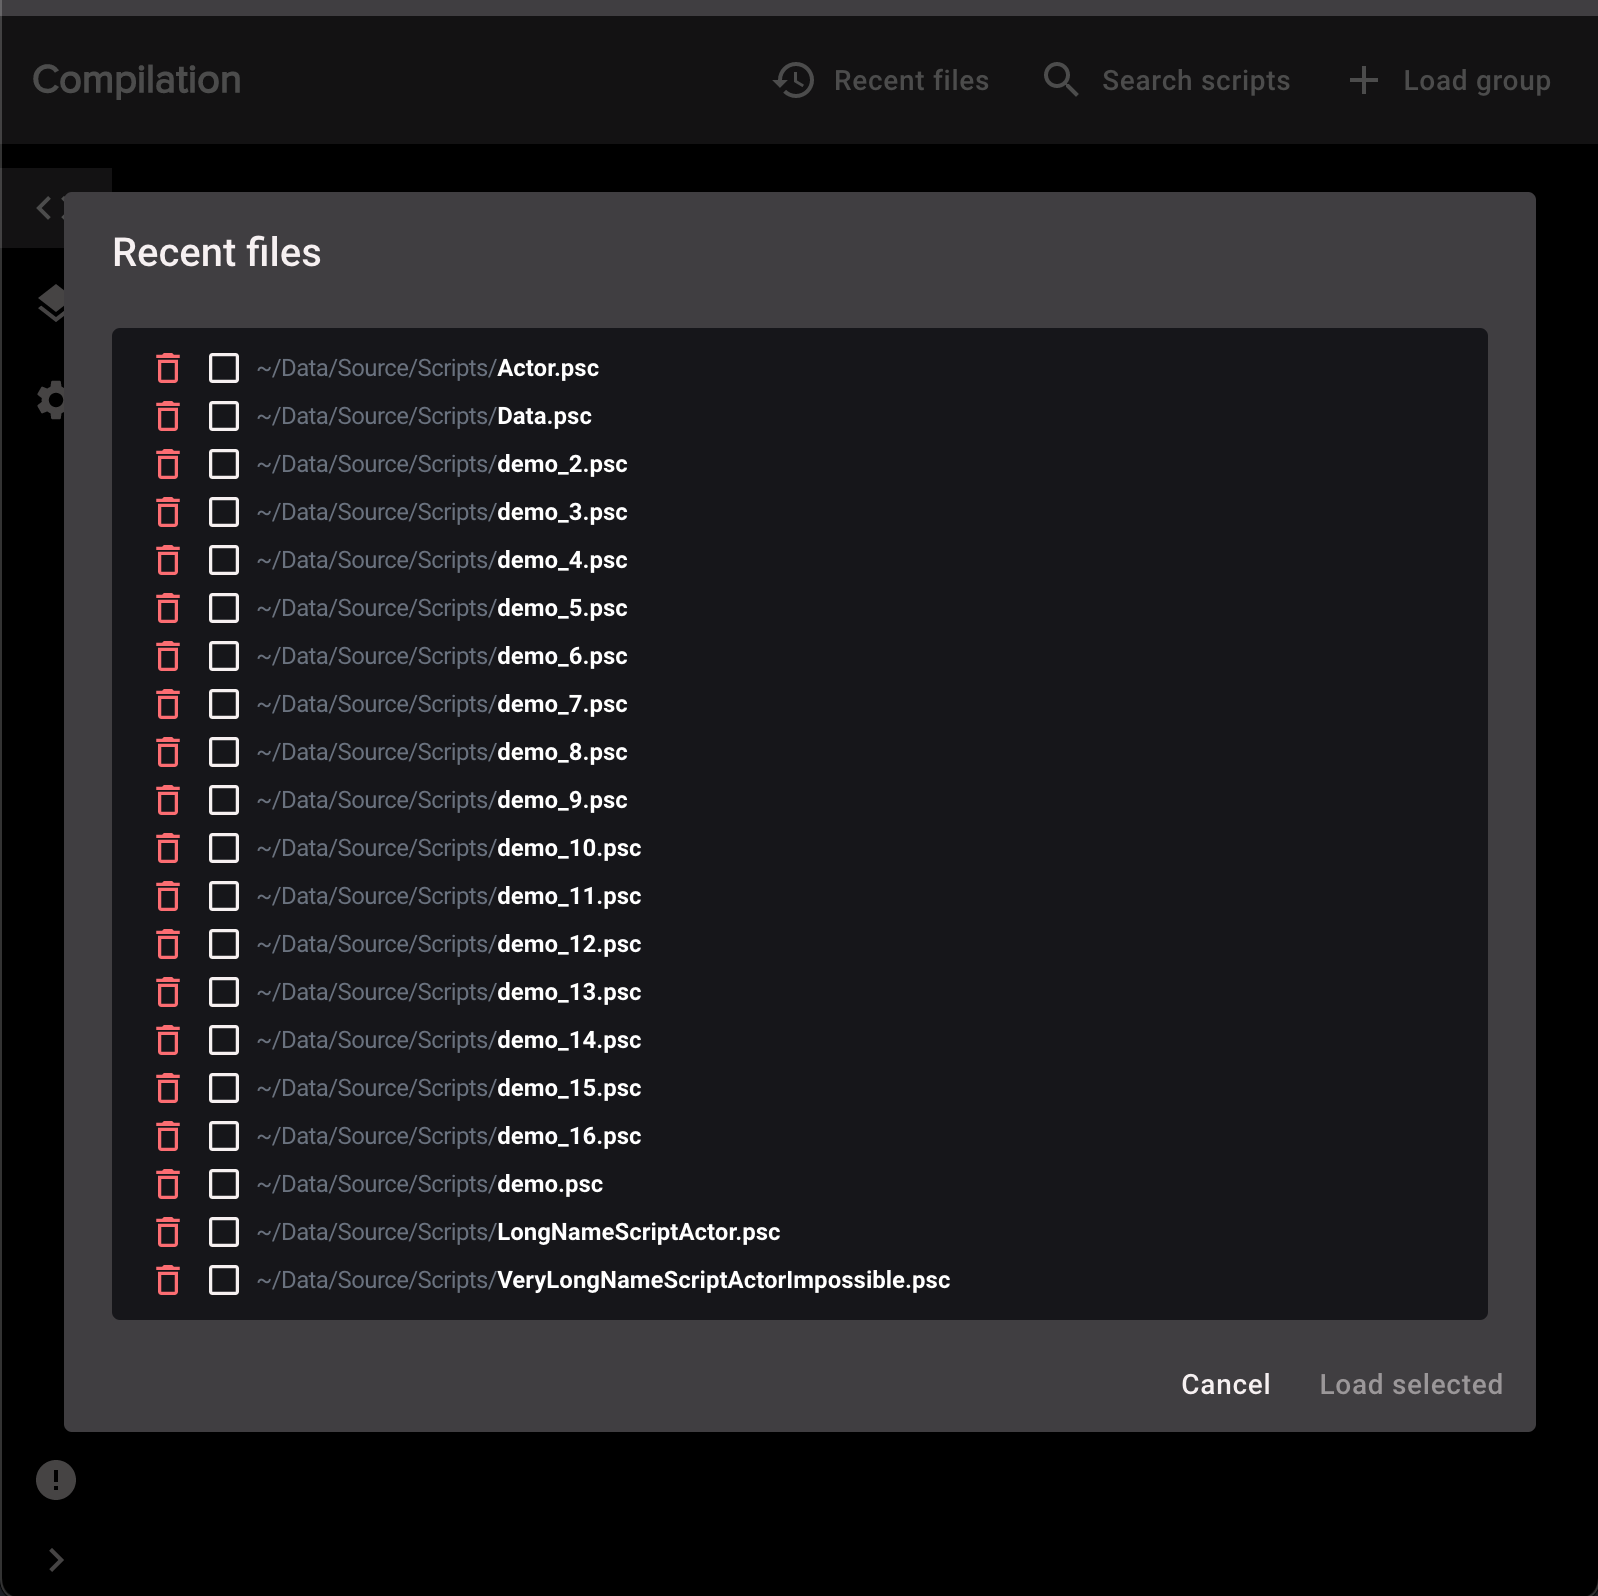 Compilation
Recent files
Search scripts
Load group
Recent files
~/Data/Source/Scripts/Actor.psc
~/Data/Source/Scripts/Data.psc
~/Data/Source/Scripts/demo_2.psc
~/Data/Source/Scripts/demo_3.psc
~/Data/Source/Scripts/demo_4.psc
~/Data/Source/Scripts/demo_5.psc
~/Data/Source/Scripts/demo_6.psc
~/Data/Source/Scripts/demo_7.psc
~/Data/Source/Scripts/demo_8.psc
~/Data/Source/Scripts/demo_9.psc
~/Data/Source/Scripts/demo_10.psc
~/Data/Source/Scripts/demo_11.psc
~/Data/Source/Scripts/demo_12.psc
~/Data/Source/Scripts/demo_13.psc
~/Data/Source/Scripts/demo_14.psc
~/Data/Source/Scripts/demo_15.psc
~/Data/Source/Scripts/demo_16.psc
~/Data/Source/Scripts/demo.psc
~/Data/Source/Scripts/LongNameScriptActor.psc
~/Data/Source/Scripts/VeryLongNameScriptActorImpossible.psc
Cancel
Load selected